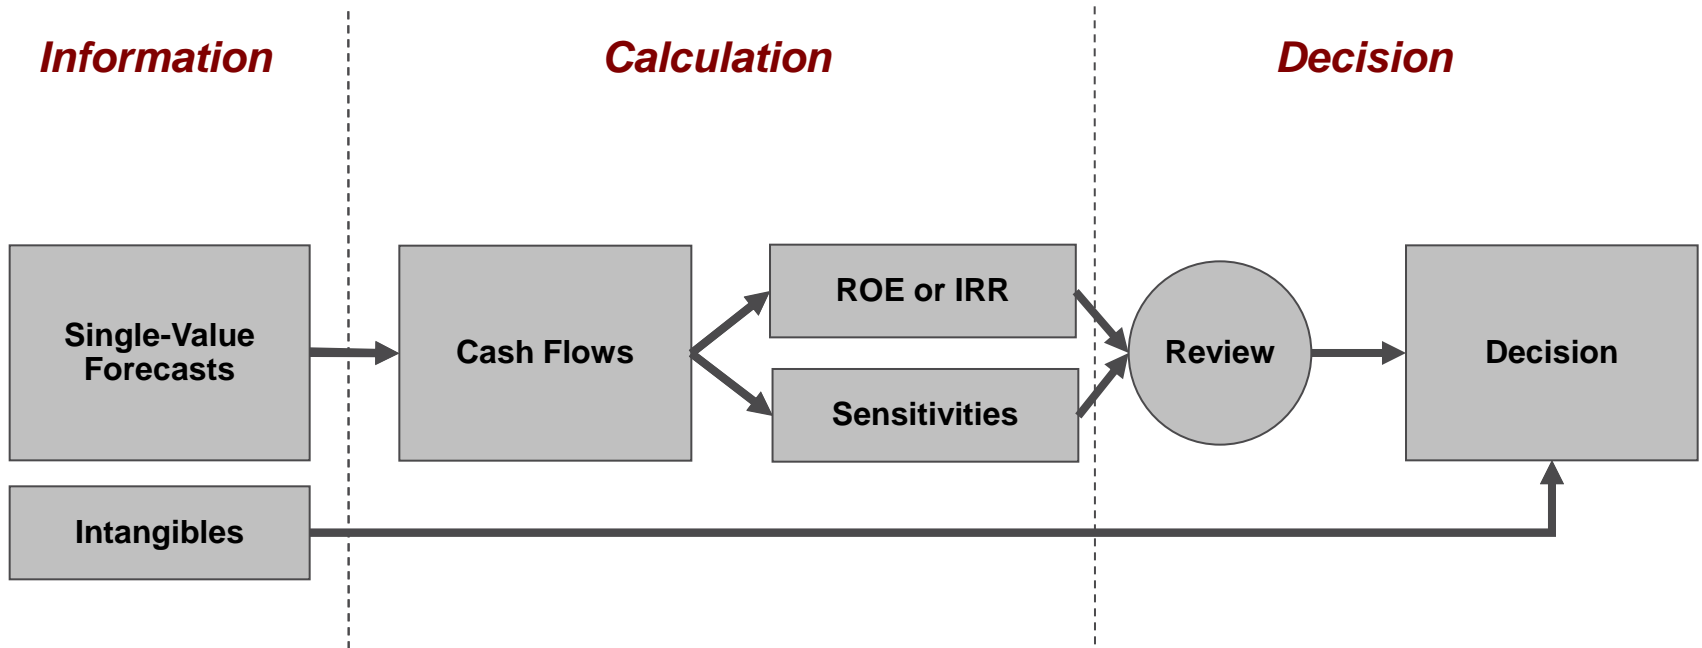 Information
Calculation
Decision
Single-Value
Forecasts
Cash Flows
ROE or IRR
Sensitivities
Review
Decision
Intangibles